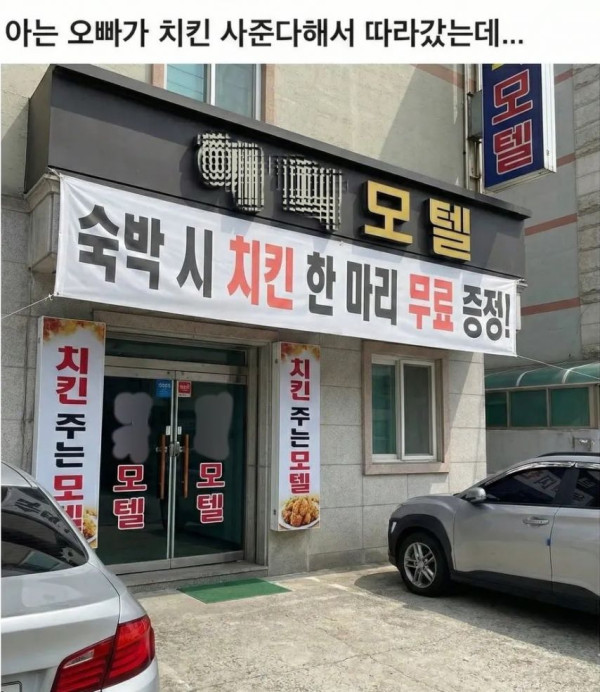 아는 오빠가 치킨 사준다해서 따라갔는데...
모텔
모텔
숙박 시 치킨 한 마리 무료 증정!
치킨 주는 모텔
치킨 주는 모텔
모텔
모텔